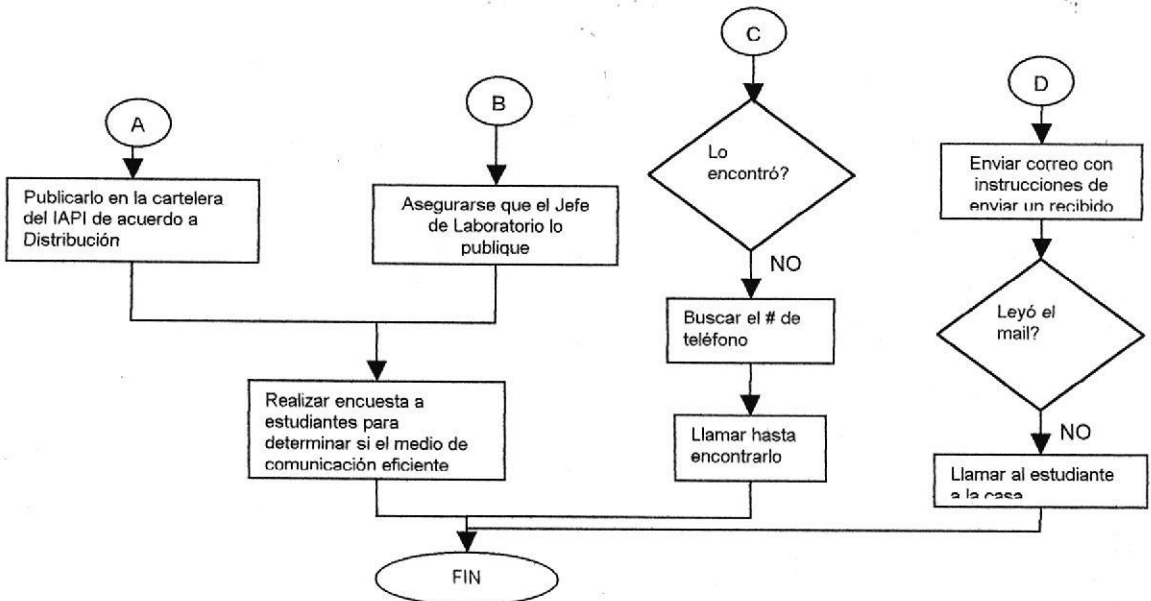 A
Publicarlo en la cartelera
del IAPI de acuerdo a
Distribución
B
Asegurarse que el Jefe
de Laboratorio lo
publique
Realizar encuesta a
estudiantes para
determinar si el medio de
comunicación eficiente
C
Lo
encontró?
NO
Buscar el # de
teléfono
Llamar hasta
encontrarlo
D
Enviar correo con
instrucciones de
enviar un recibido
Leyó el
mail?
NO
Llamar al estudiante
a la casa
FIN